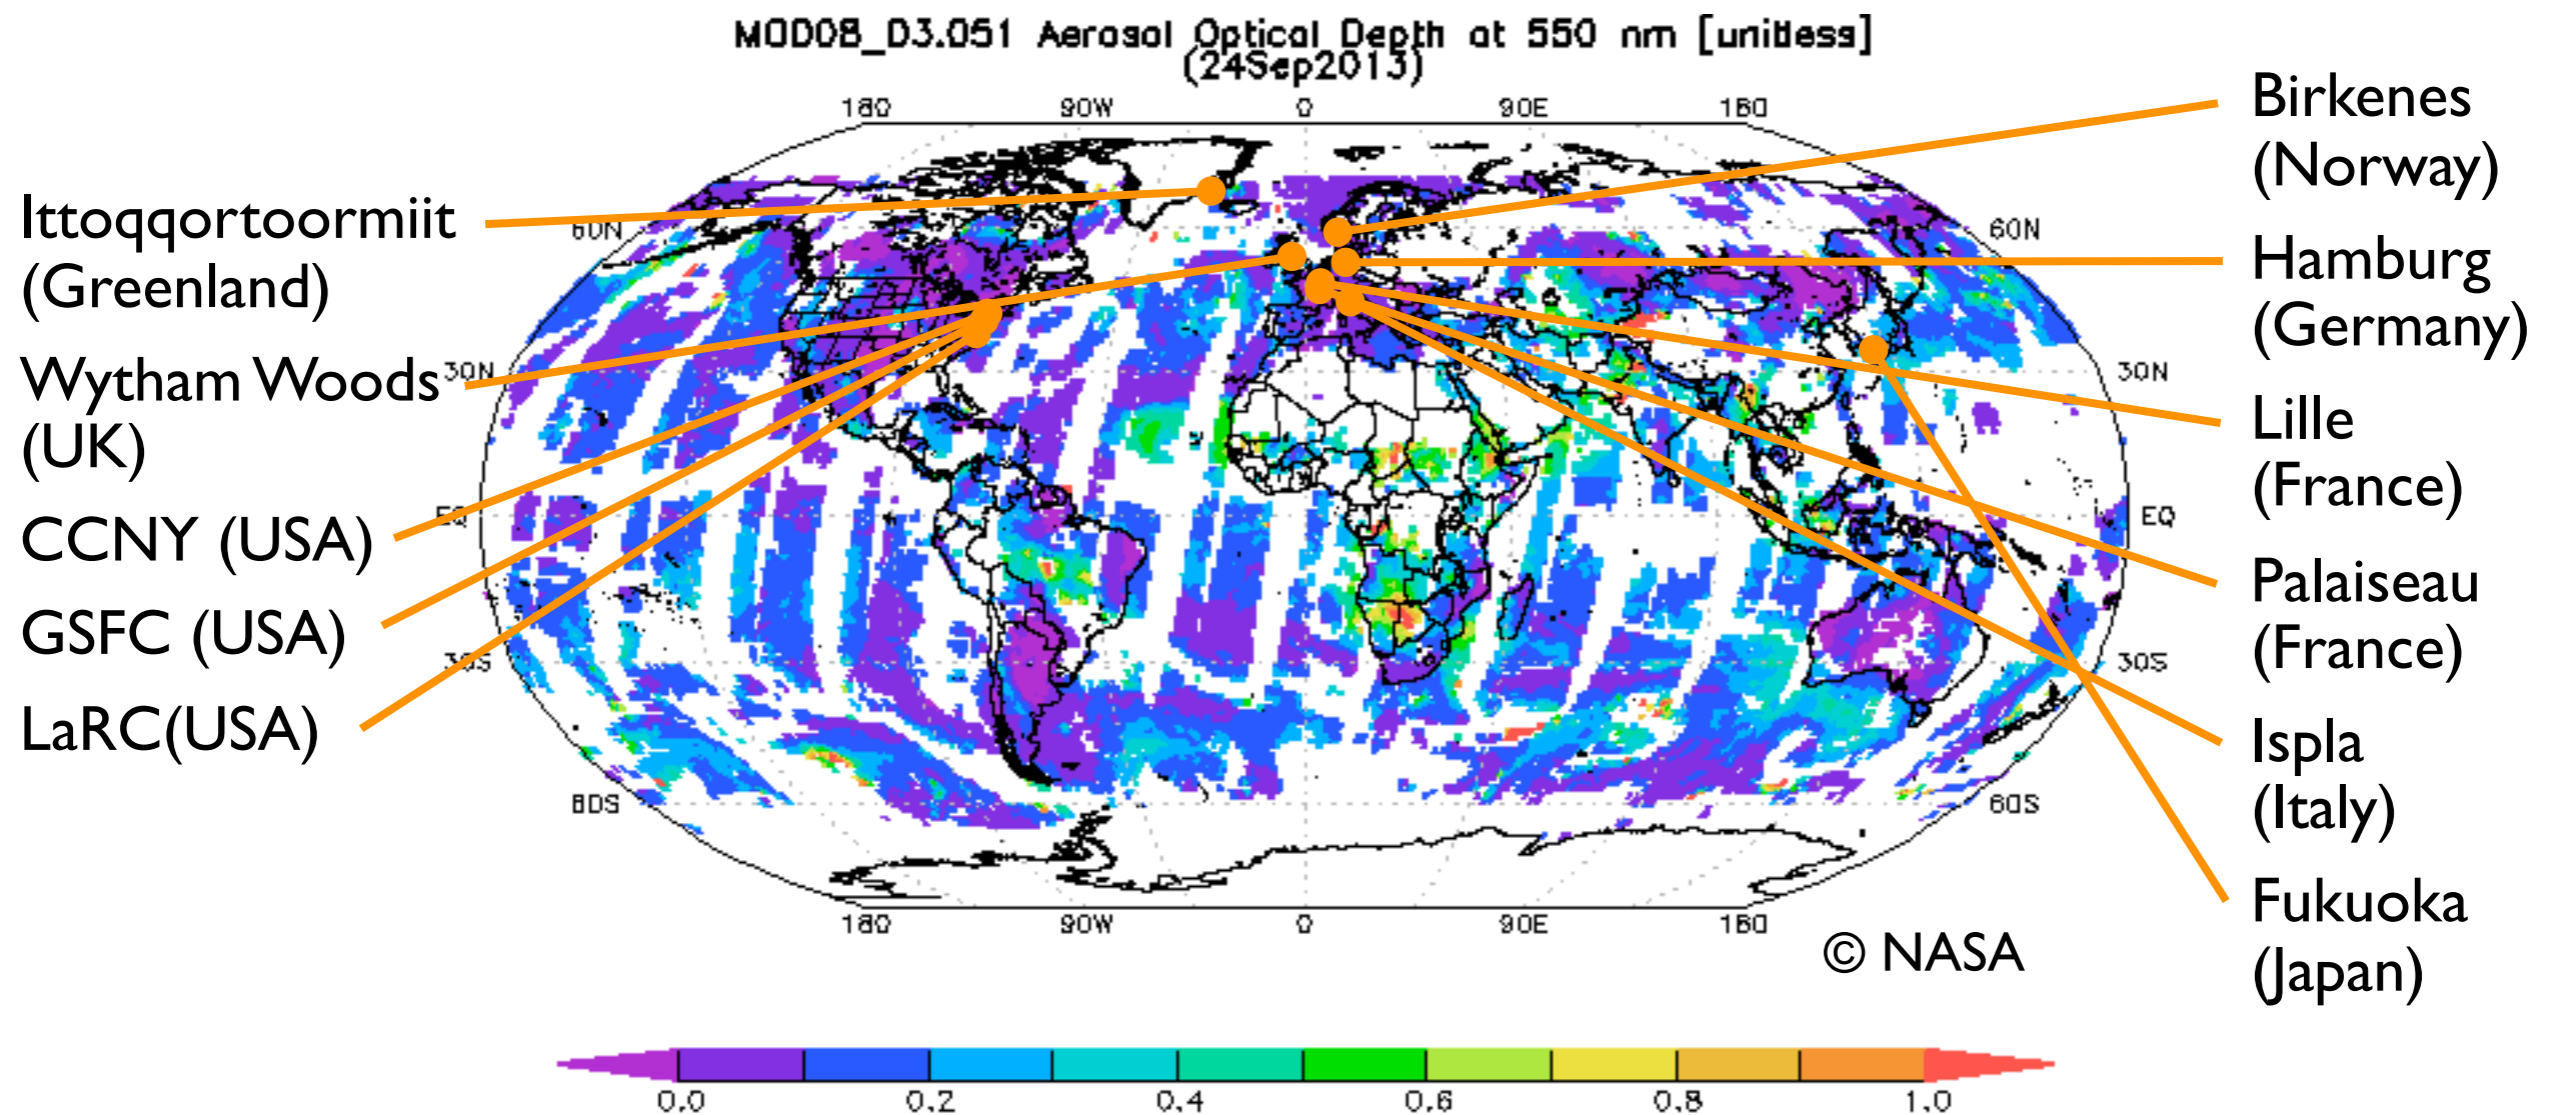 MOD08_D3.051 Aerosol Optical Depth at 550 nm [unitless]
(24Sep2013)
180 90W 0 90E 180
Ittoqqortoormiit
(Greenland)
Wytham Woods
(UK)
CCNY (USA)
GSFC (USA)
LaRC(USA)
60N
30N
EQ
30S
60S
60N
30N
EQ
30S
60S
Birkenes
(Norway)
Hamburg
(Germany)
Lille
(France)
Palaiseau
(France)
Ispla
(Italy)
Fukuoka
(Japan)
180 90W 0 90E 180
© NASA
0.0 0.2 0.4 0.6 0.8 1.0